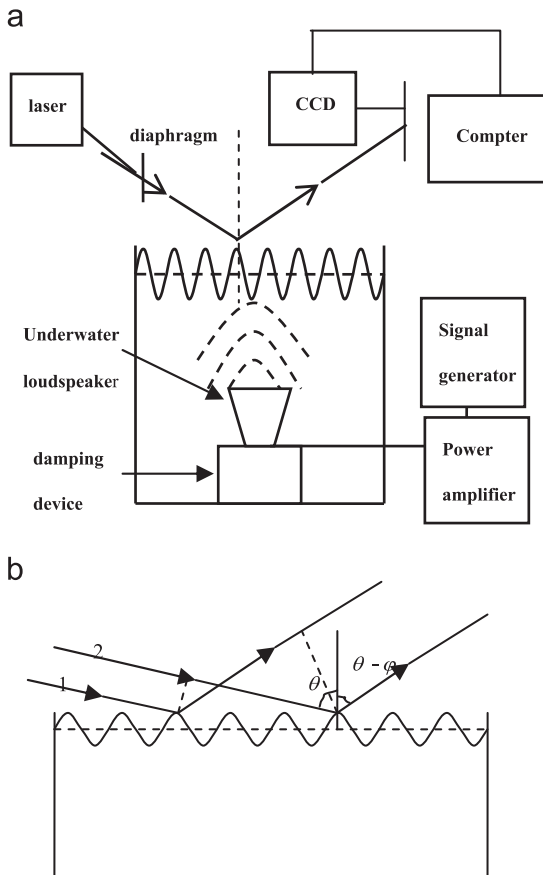 a
laser
diaphragm
CCD
Compter
Underwater
loudspeaker
Signal
generator
damping
device
Power
amplifier
b
2
1
θ
θ - φ